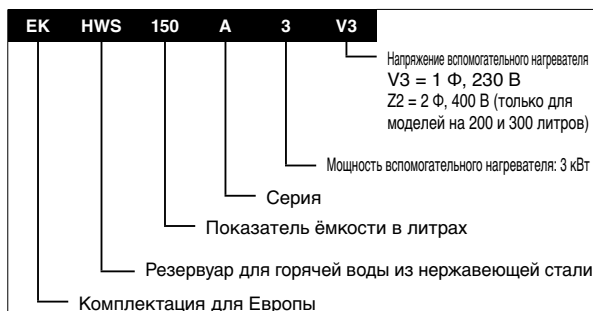 EK HWS 150 A 3 V3
Напряжение вспомогательного нагревателя
V3 = 1 Ф, 230 В
Z2 = 2 Ф, 400 В (только для
моделей на 200 и 300 литров)
Мощность вспомогательного нагревателя: 3 кВт
Серия
Показатель ёмкости в литрах
Резервуар для горячей воды из нержавеющей стали
Комплектация для Европы